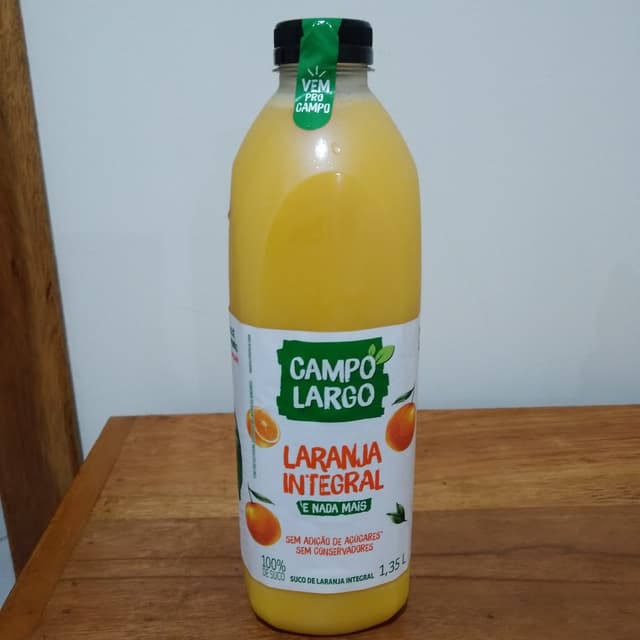 VEM
PRO
CAMPO
CAMPO
LARGO
LARANJA
INTEGRAL
E NADA MAIS
SEM ADIÇÃO DE AÇÚCARES*
SEM CONSERVADORES
100%
DE SUCO
SUCO DE LARANJA INTEGRAL
1,35 L